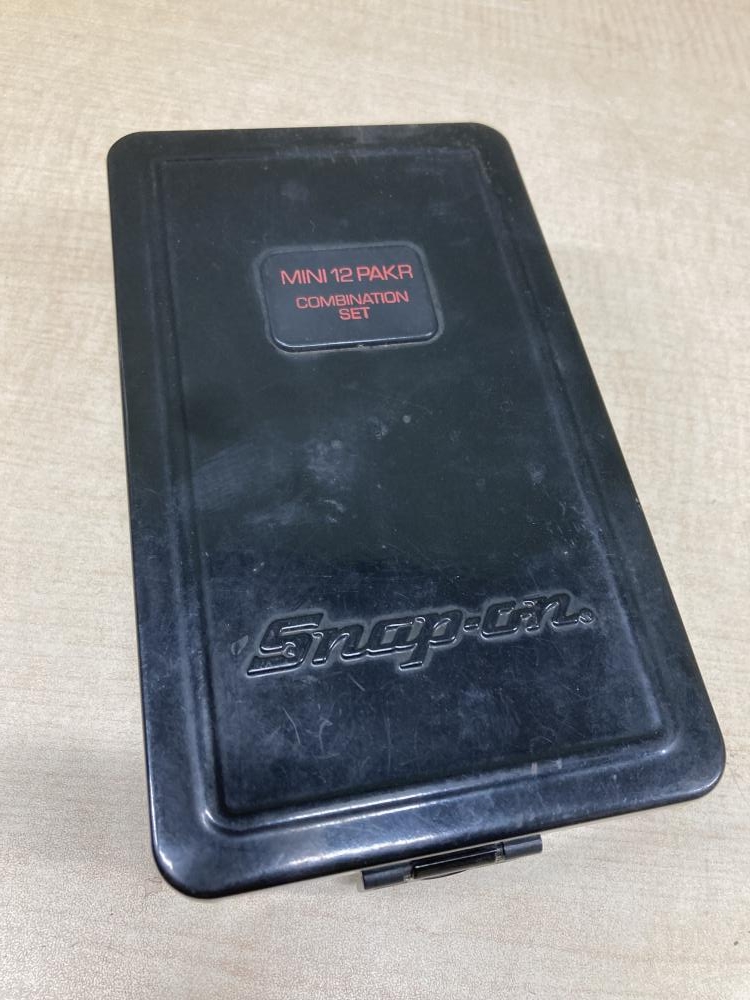 MINI 12 PAKR
COMBINATION
SET
Snap-on®